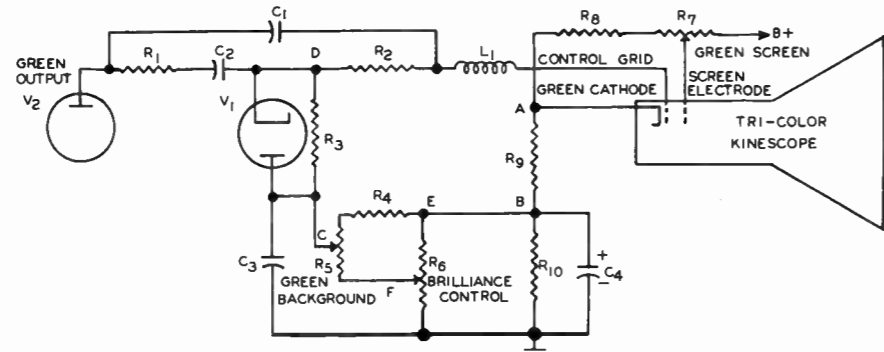 C1
R8
R7
B+
R1
C2
D
R2
L1
GREEN SCREEN
GREEN
OUTPUT
CONTROL GRID
SCREEN
ELECTRODE
V2
V1
GREEN CATHODE
A
TRI-COLOR
KINESCOPE
R3
R9
R4
E
B
C
C3
R5
R6
R10
+
C4
−
GREEN
BACKGROUND
F
BRILLIANCE
CONTROL